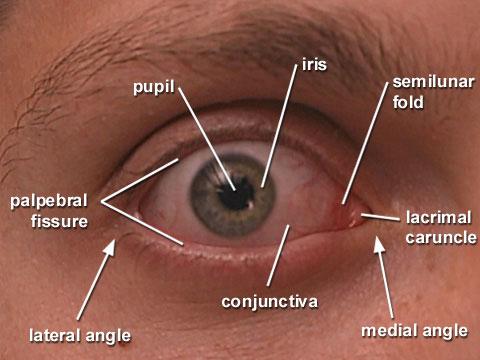 iris
pupil
semilunar
fold
palpebral
fissure
lacrimal
caruncle
conjunctiva
lateral angle
medial angle